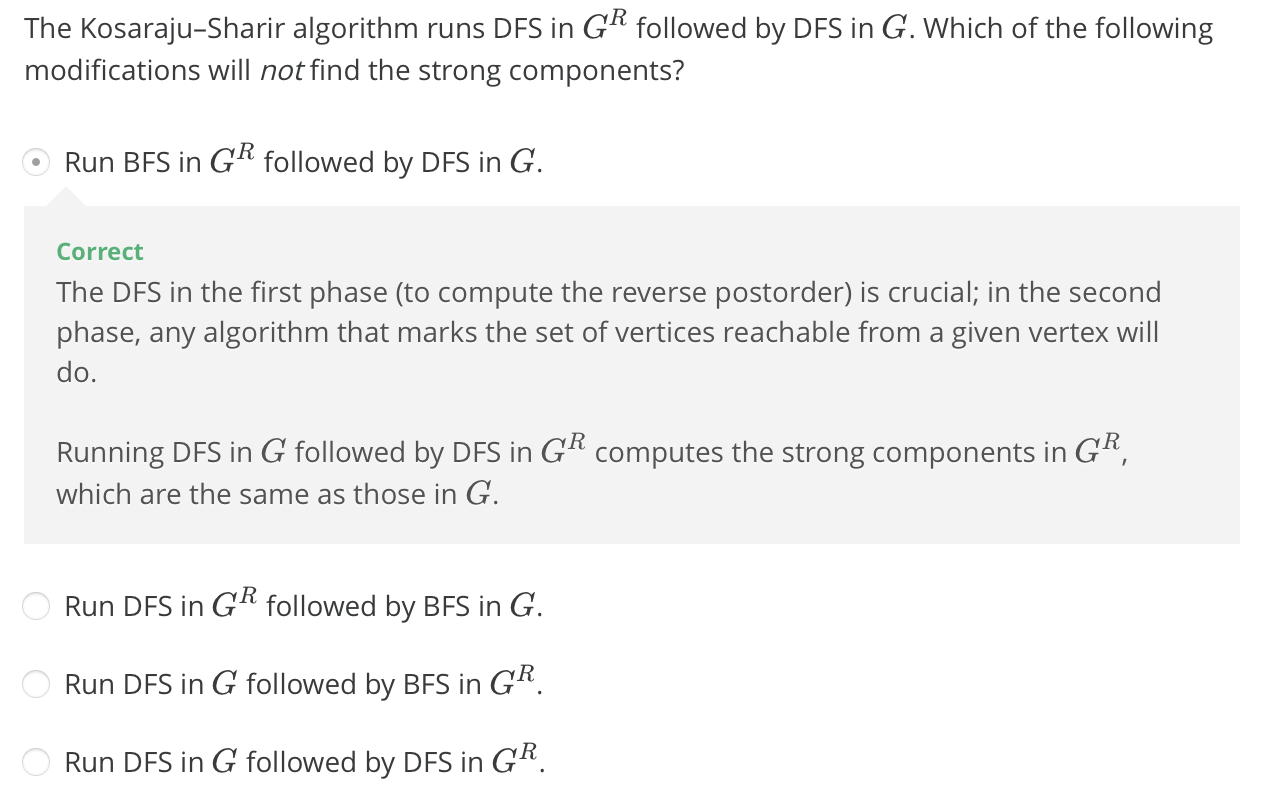 The Kosaraju–Sharir algorithm runs DFS in G^R followed by DFS in G. Which of the following
modifications will not find the strong components?
Run BFS in G^R followed by DFS in G.
Correct
The DFS in the first phase (to compute the reverse postorder) is crucial; in the second
phase, any algorithm that marks the set of vertices reachable from a given vertex will
do.
Running DFS in G followed by DFS in G^R computes the strong components in G^R,
which are the same as those in G.
Run DFS in G^R followed by BFS in G.
Run DFS in G followed by BFS in G^R.
Run DFS in G followed by DFS in G^R.